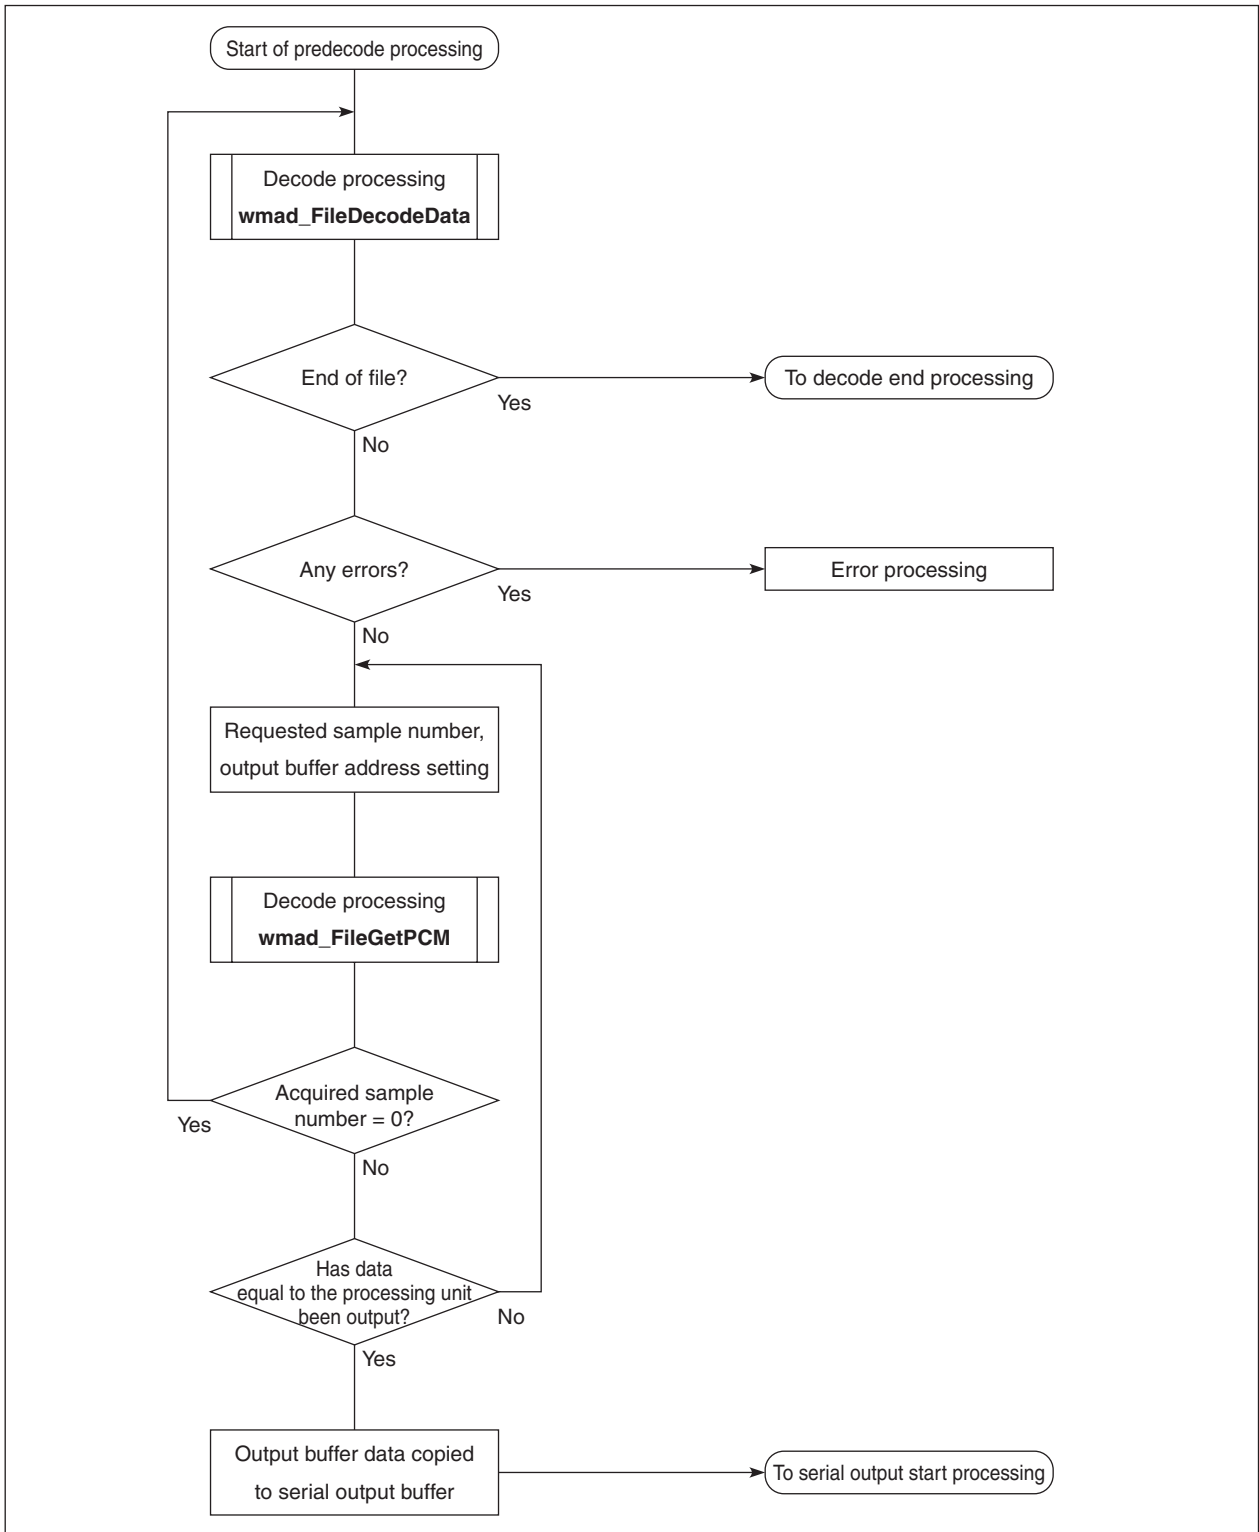 Start of predecode processing
Decode processing
wmad_FileDecodeData
End of file?
Yes
To decode end processing
No
Any errors?
Yes
Error processing
No
Requested sample number,
output buffer address setting
Decode processing
wmad_FileGetPCM
Acquired sample
number = 0?
Yes
No
Has data
equal to the processing unit
been output?
No
Yes
Output buffer data copied
to serial output buffer
To serial output start processing